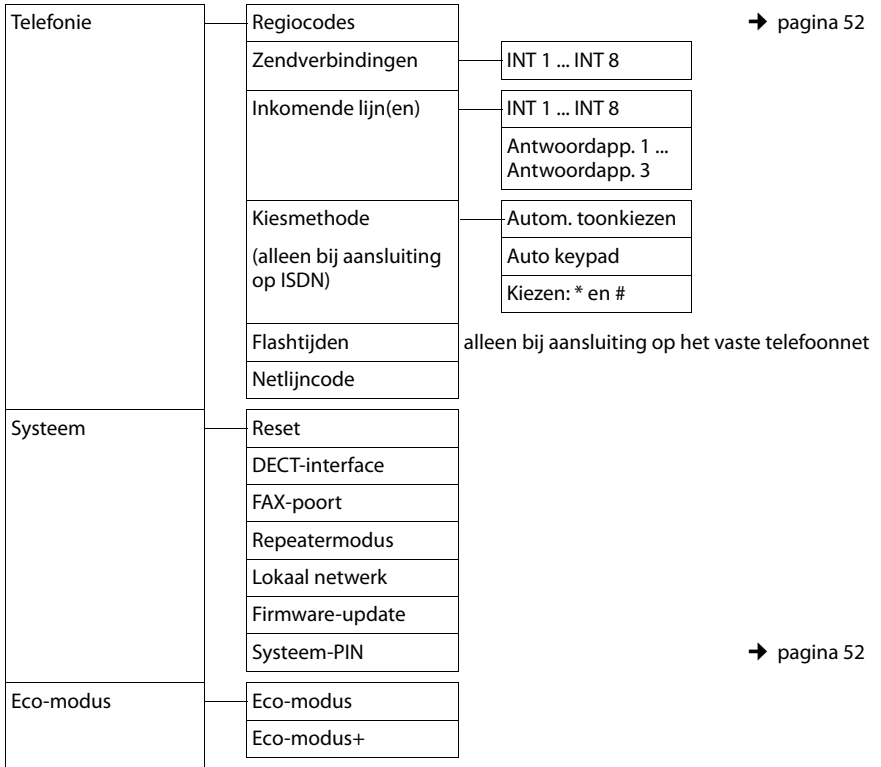 Telefonie
Regiocodes
➔ pagina 52
Zendverbindingen
INT 1 ... INT 8
Inkomende lijn(en)
INT 1 ... INT 8
Antwoordapp. 1 ...
Antwoordapp. 3
Kiesmethode
(alleen bij aansluiting
op ISDN)
Autom. toonkiezen
Auto keypad
Kiezen: * en #
Flashtijden
alleen bij aansluiting op het vaste telefoonnet
Netlijncode
Systeem
Reset
DECT-interface
FAX-poort
Repeatermodus
Lokaal netwerk
Firmware-update
Systeem-PIN
➔ pagina 52
Eco-modus
Eco-modus
Eco-modus+